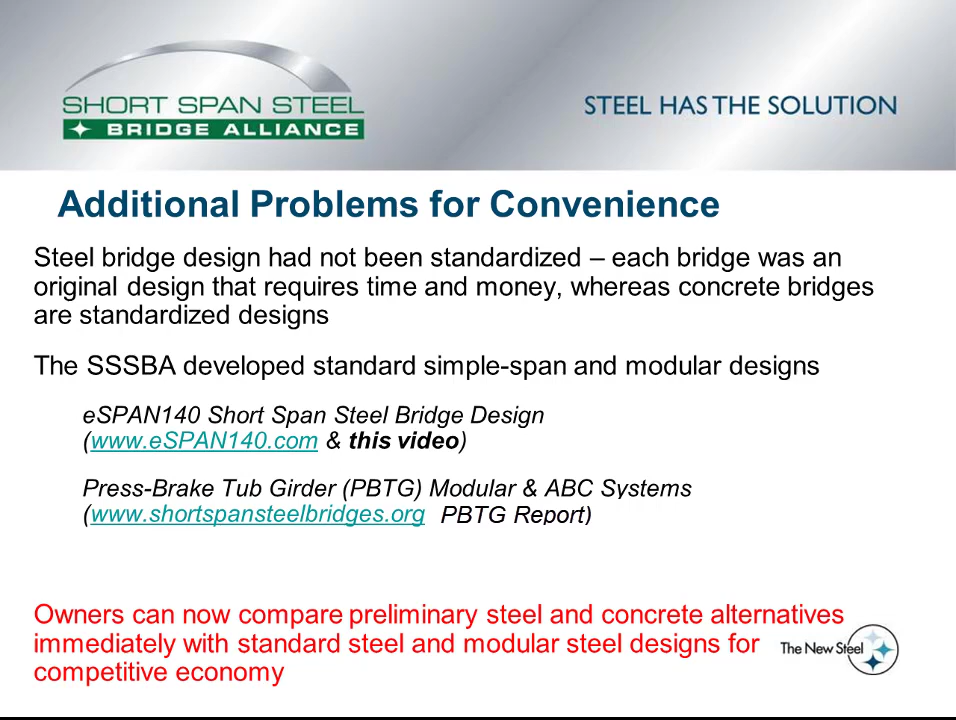 SHORT SPAN STEEL
BRIDGE ALLIANCE
STEEL HAS THE SOLUTION
Additional Problems for Convenience
Steel bridge design had not been standardized – each bridge was an
original design that requires time and money, whereas concrete bridges
are standardized designs
The SSSBA developed standard simple-span and modular designs
eSPAN140 Short Span Steel Bridge Design
(www.eSPAN140.com & this video)
Press-Brake Tub Girder (PBTG) Modular & ABC Systems
(www.shortspansteelbridges.org PBTG Report)
Owners can now compare preliminary steel and concrete alternatives
immediately with standard steel and modular steel designs for
competitive economy
The New Steel